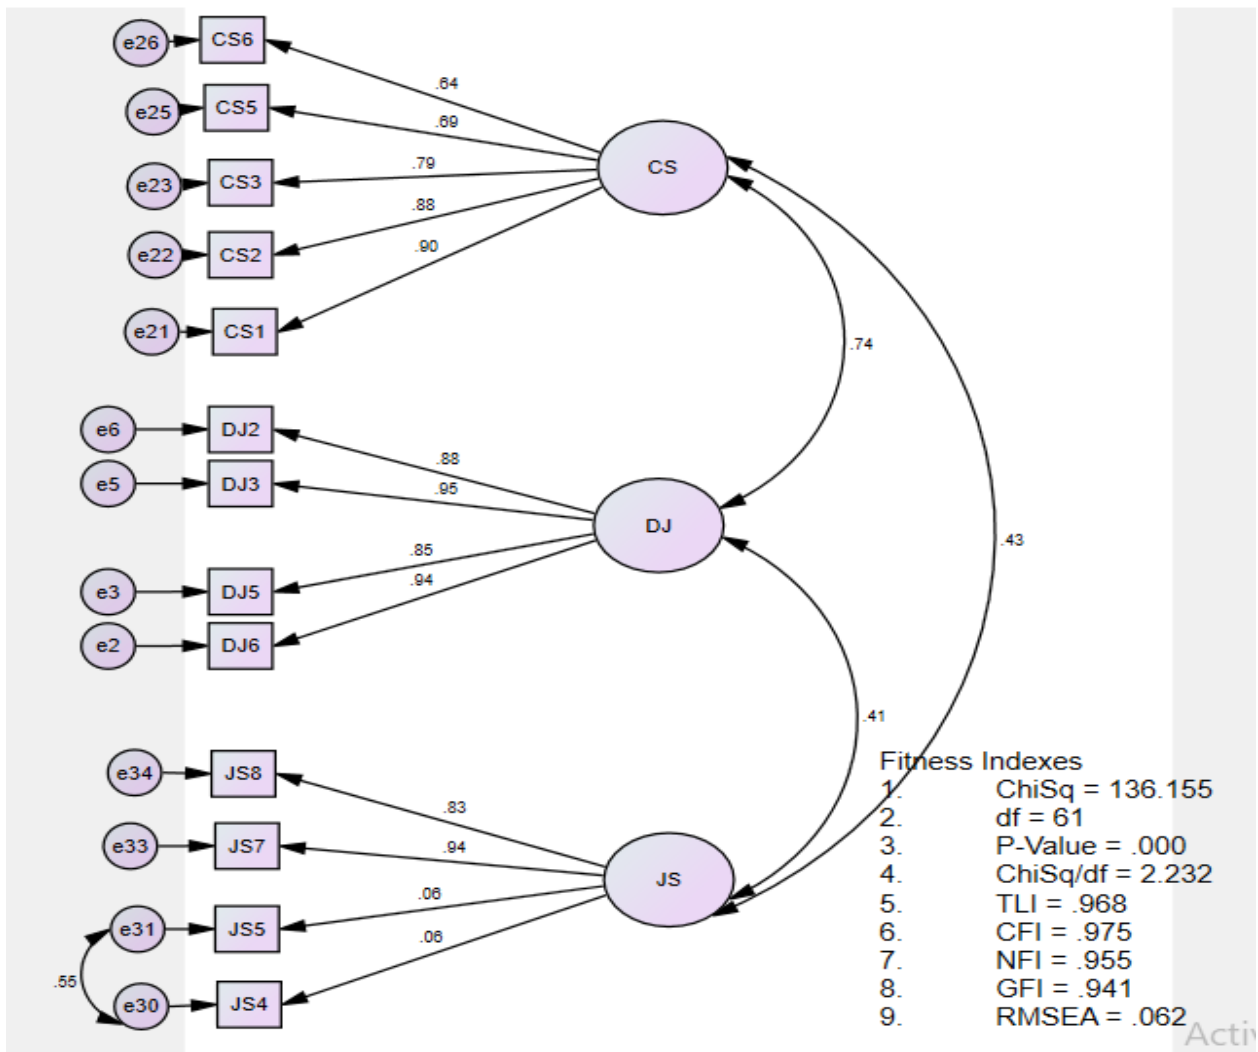 e26 CS6
.64
e25 CS5
.69
CS
e23 CS3
.79
e22 CS2
.88
e21 CS1
.90
.74
e6 DJ2
.88
e5 DJ3
.95
DJ
.43
e3 DJ5
.85
e2 DJ6
.94
.41
e34 JS8
.83
e33 JS7
.94
JS
e31 JS5
.06
.55
e30 JS4
.06
Fitness Indexes
1. ChiSq = 136.155
2. df = 61
3. P-Value = .000
4. ChiSq/df = 2.232
5. TLI = .968
6. CFI = .975
7. NFI = .955
8. GFI = .941
9. RMSEA = .062
Activ